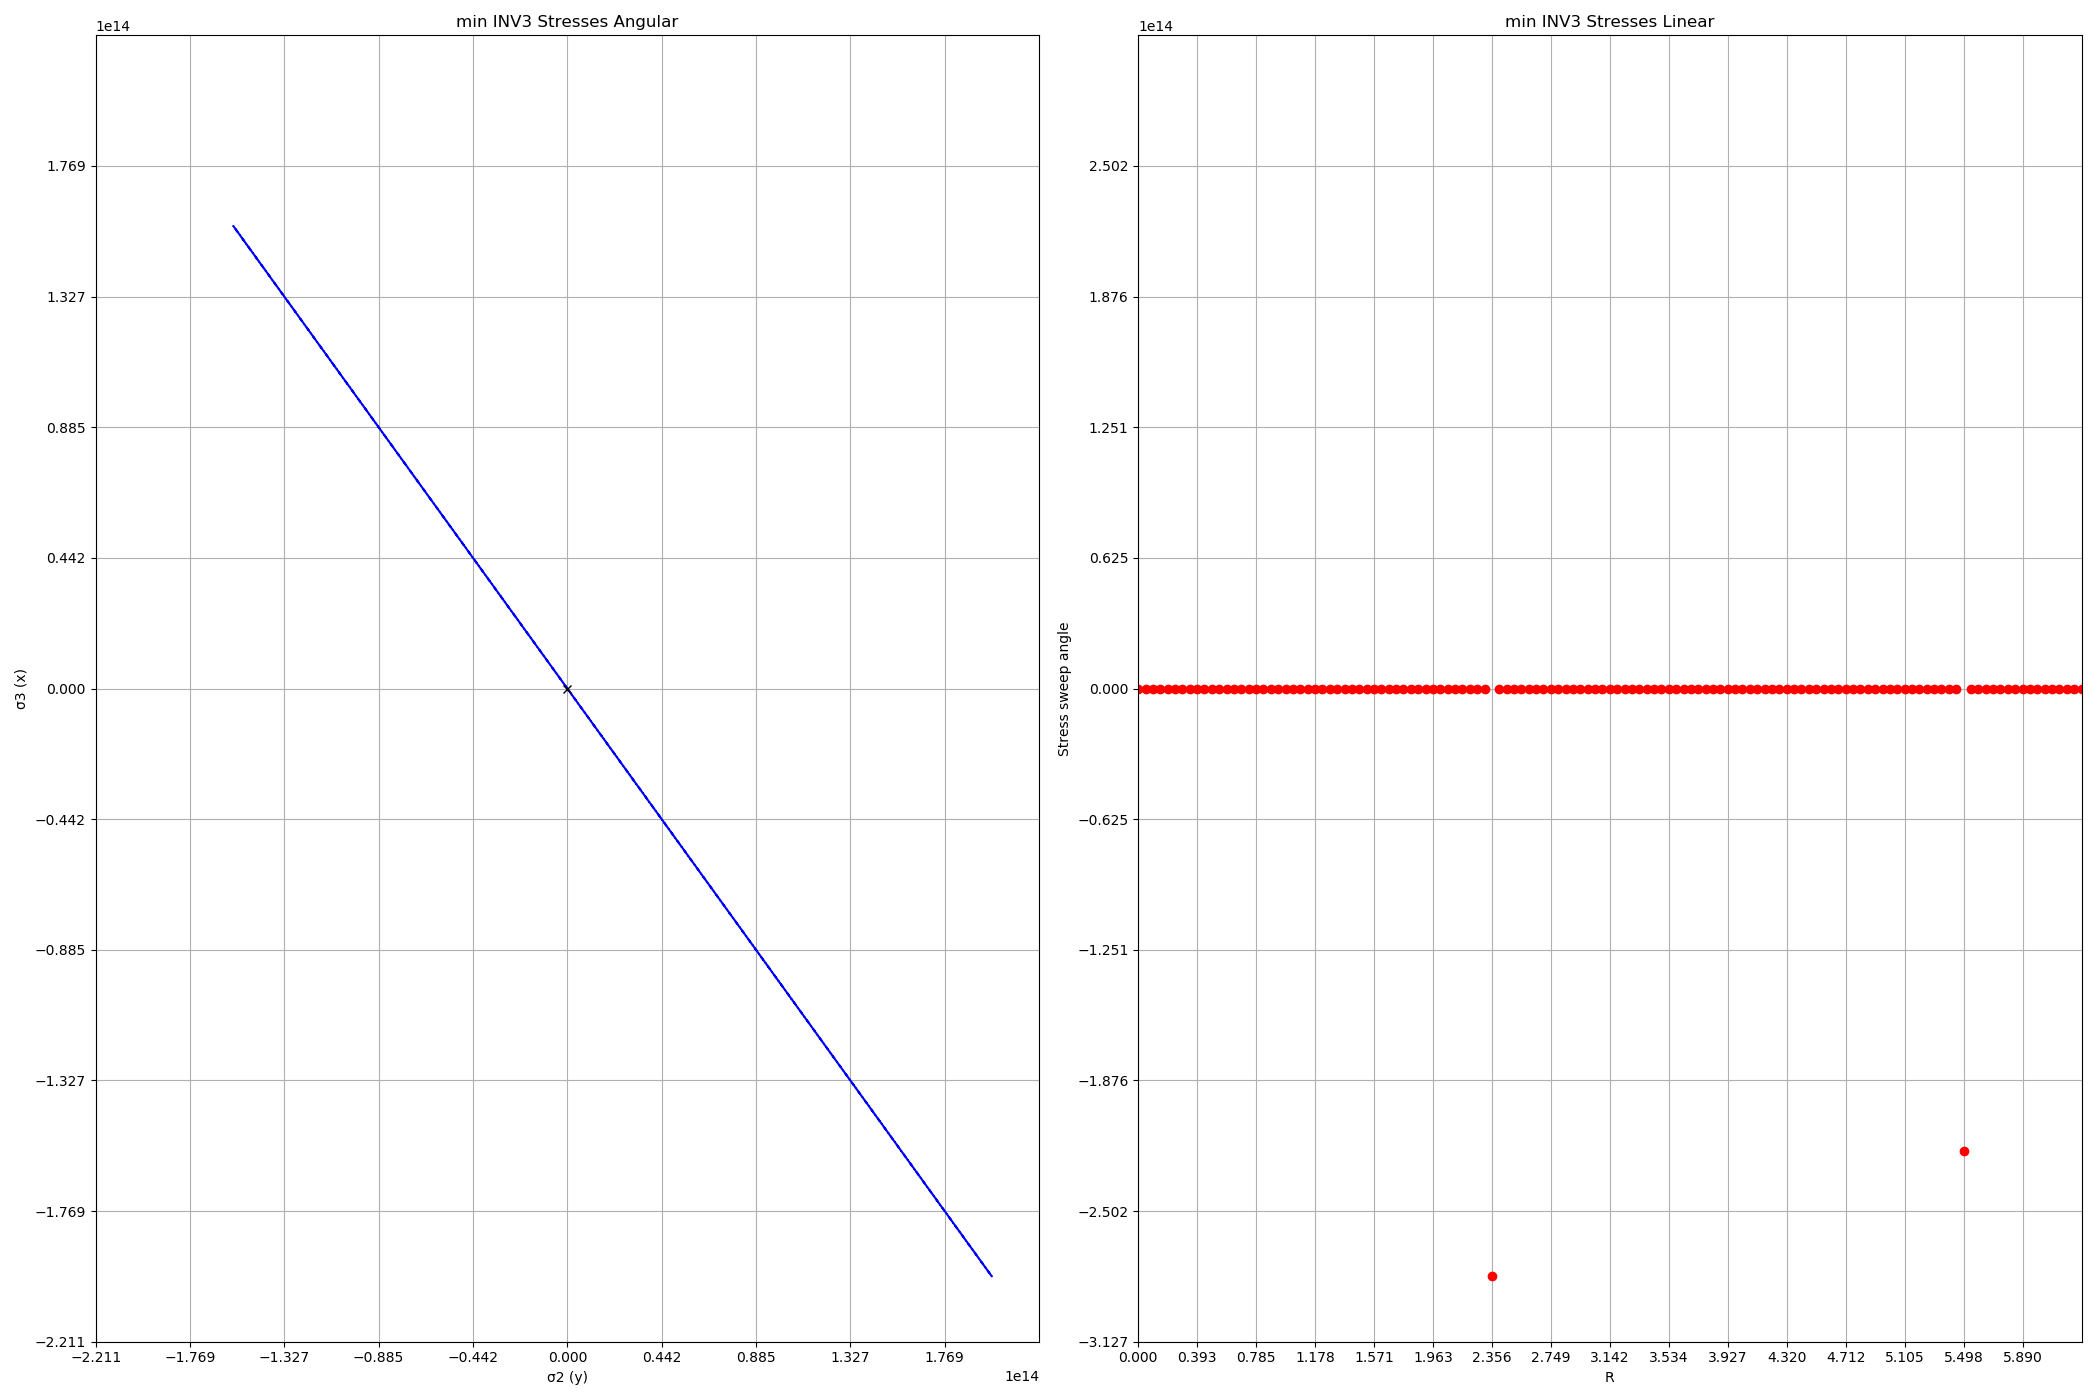 min INV3 Stresses Angular
1e14
1.769
1.327
0.885
0.442
0.000
−0.442
−0.885
−1.327
−1.769
−2.211
σ3 (x)
−2.211 −1.769 −1.327 −0.885 −0.442 0.000 0.442 0.885 1.327 1.769
1e14
σ2 (y)
min INV3 Stresses Linear
1e14
2.502
1.876
1.251
0.625
0.000
−0.625
−1.251
−1.876
−2.502
−3.127
Stress sweep angle
0.000 0.393 0.785 1.178 1.571 1.963 2.356 2.749 3.142 3.534 3.927 4.320 4.712 5.105 5.498 5.890
R